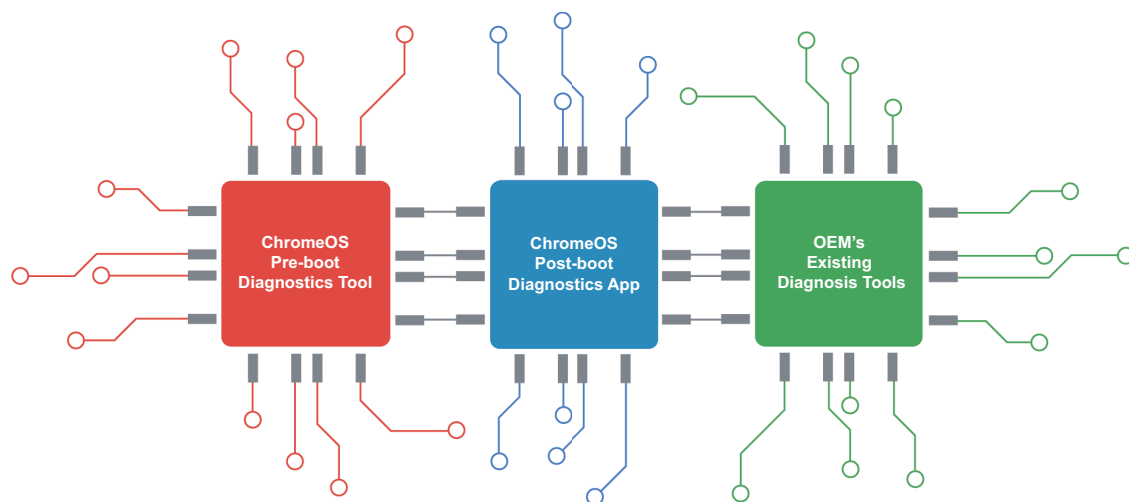 ChromeOS
Pre-boot
Diagnostics Tool
ChromeOS
Post-boot
Diagnostics App
OEM's
Existing
Diagnosis Tools